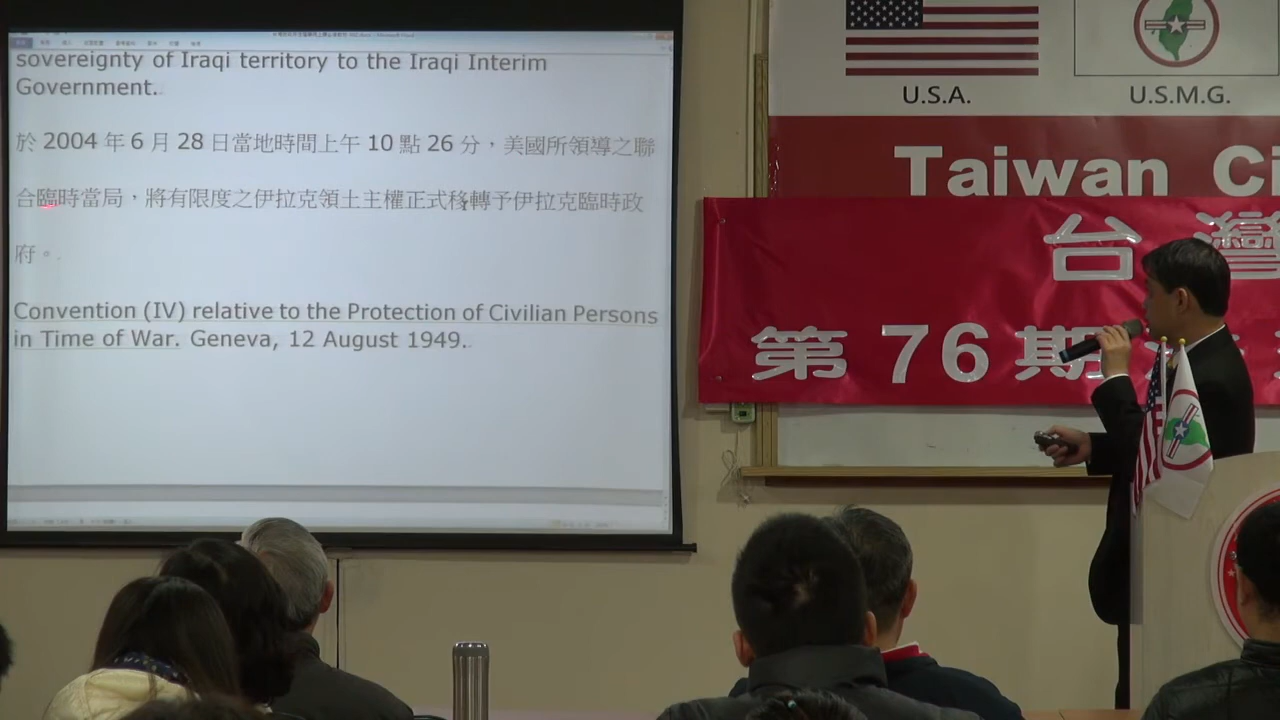 sovereignty of Iraqi territory to the Iraqi Interim
Government.
於 2004 年 6 月 28 日當地時間上午 10 點 26 分，美國所領導之聯
合臨時當局，將有限度之伊拉克領土主權正式移轉予伊拉克臨時政
府。
Convention (IV) relative to the Protection of Civilian Persons
in Time of War. Geneva, 12 August 1949.
U.S.A.
U.S.M.G.
Taiwan Ci
台灣
第 76 期